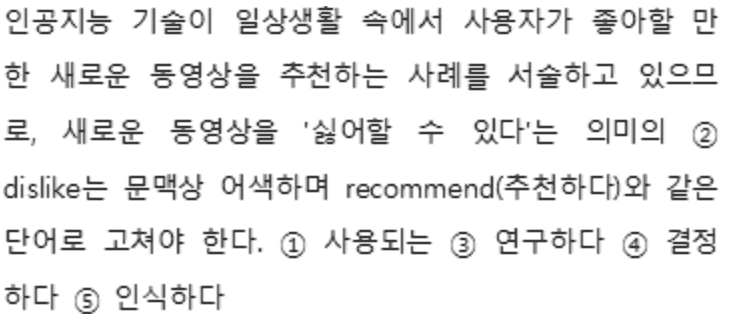 인공지능 기술이 일상생활 속에서 사용자가 좋아할 만
한 새로운 동영상을 추천하는 사례를 서술하고 있으므
로, 새로운 동영상을 '싫어할 수 있다'는 의미의 ②
dislike는 문맥상 어색하며 recommend(추천하다)와 같은
단어로 고쳐야 한다. ① 사용되는 ③ 연구하다 ④ 결정
하다 ⑤ 인식하다